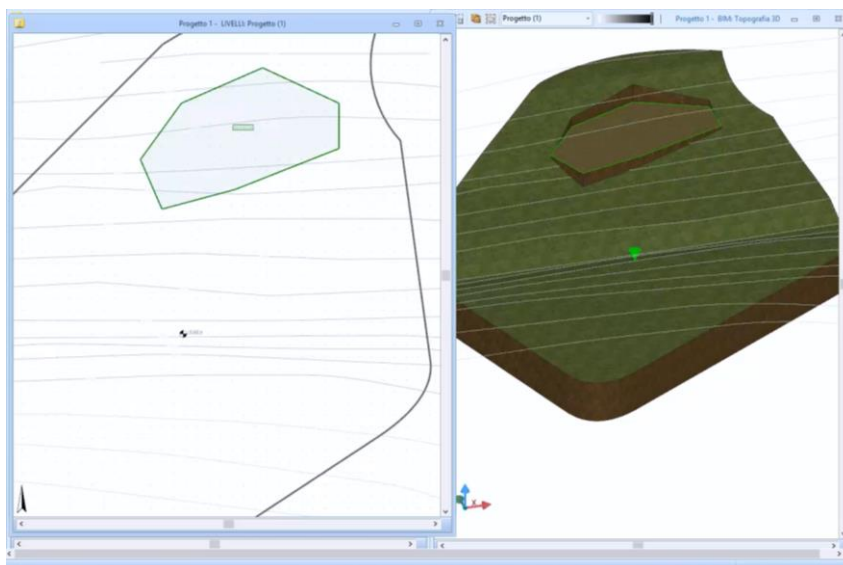 Progetto 1 - LIVELLI: Progetto (1)
Progetto (1)
Progetto 1 - BIM: Topografia 3D
X